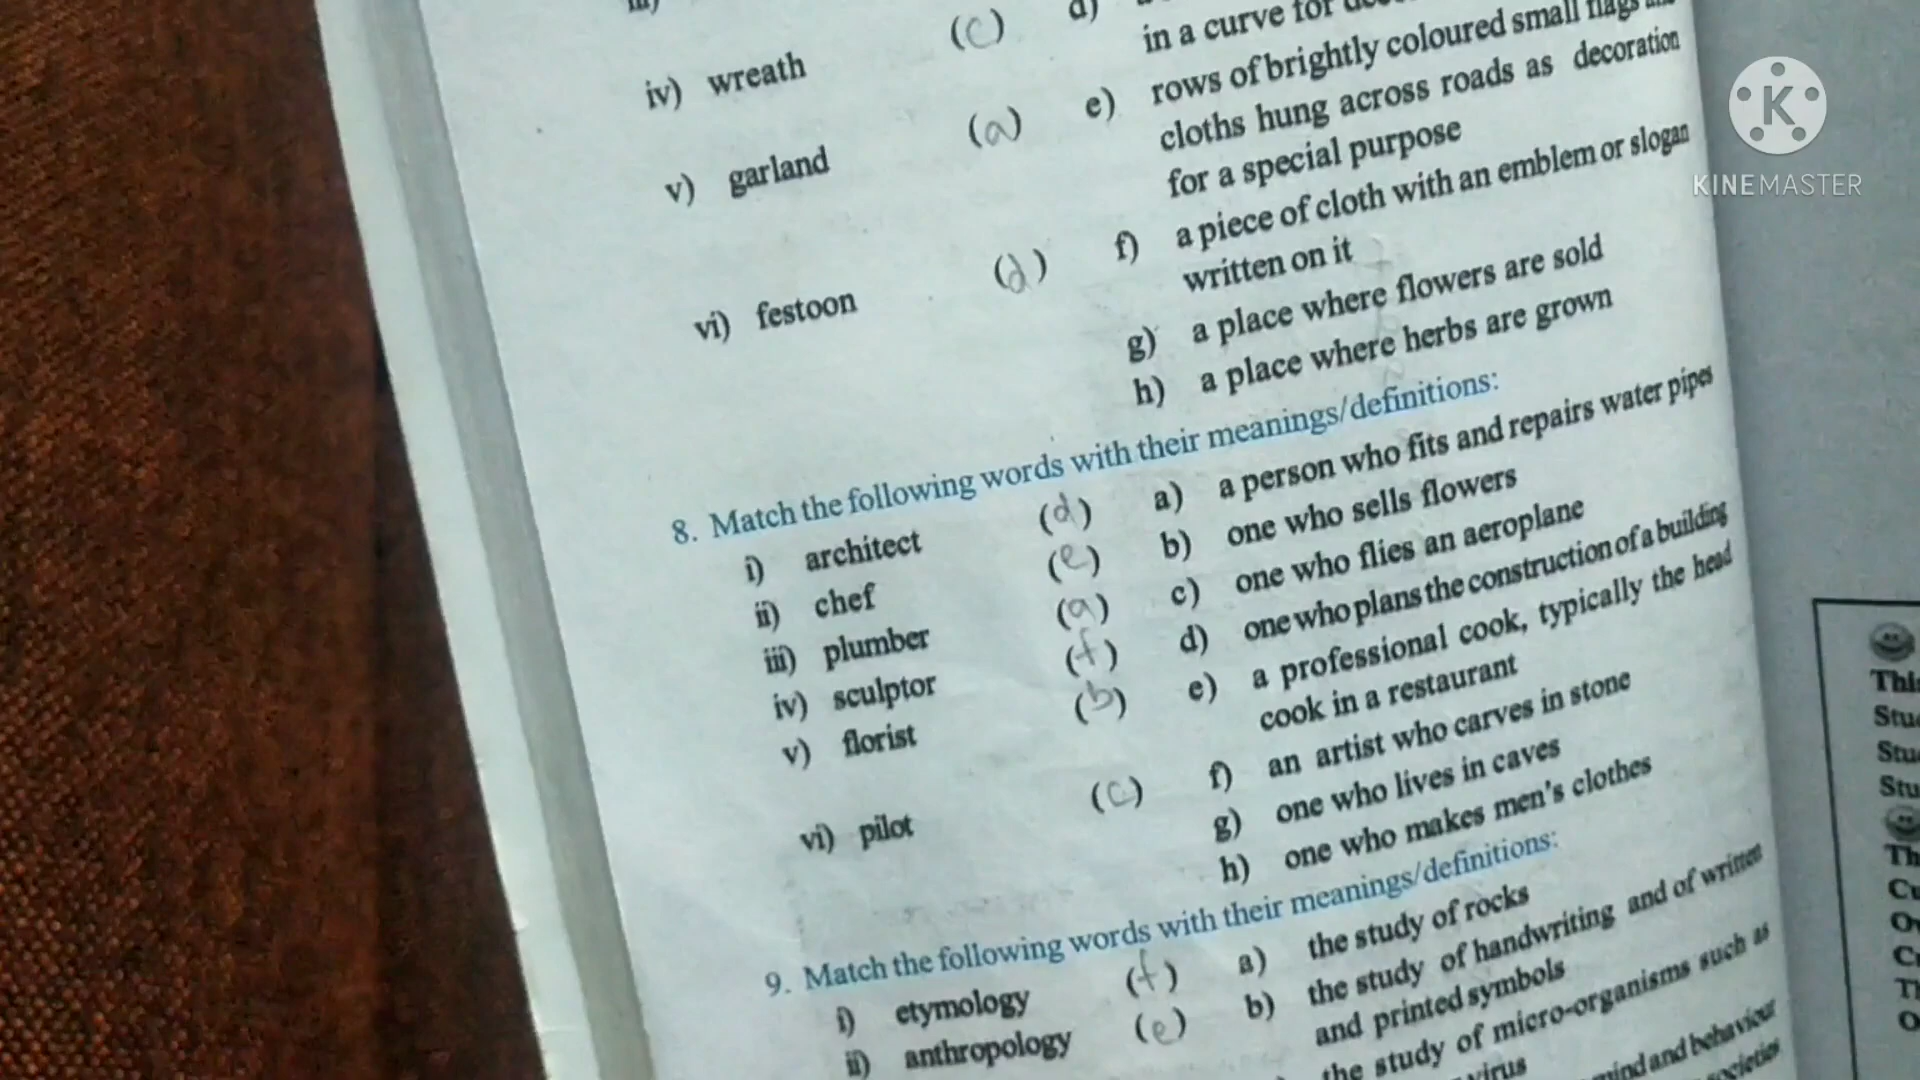 iv) wreath (c) d)
in a curve for
v) garland (a) e) rows of brightly coloured small flags
cloths hung across roads as decoration
for a special purpose
vi) festoon (d) f) a piece of cloth with an emblem or slogan
written on it
g) a place where flowers are sold
h) a place where herbs are grown
8. Match the following words with their meanings/definitions:
i) architect (d) a) a person who fits and repairs water pipes
ii) chef (e) b) one who sells flowers
iii) plumber (a) c) one who flies an aeroplane
iv) sculptor (f) d) one who plans the construction of a building
v) florist (b) e) a professional cook, typically the head
cook in a restaurant
vi) pilot (c) f) an artist who carves in stone
g) one who lives in caves
h) one who makes men's clothes
9. Match the following words with their meanings/definitions:
i) etymology (f) a) the study of rocks
ii) anthropology (e) b) the study of handwriting and of written
and printed symbols
the study of micro-organisms such as
virus
mind and behaviour
societies
K
KINEMASTER